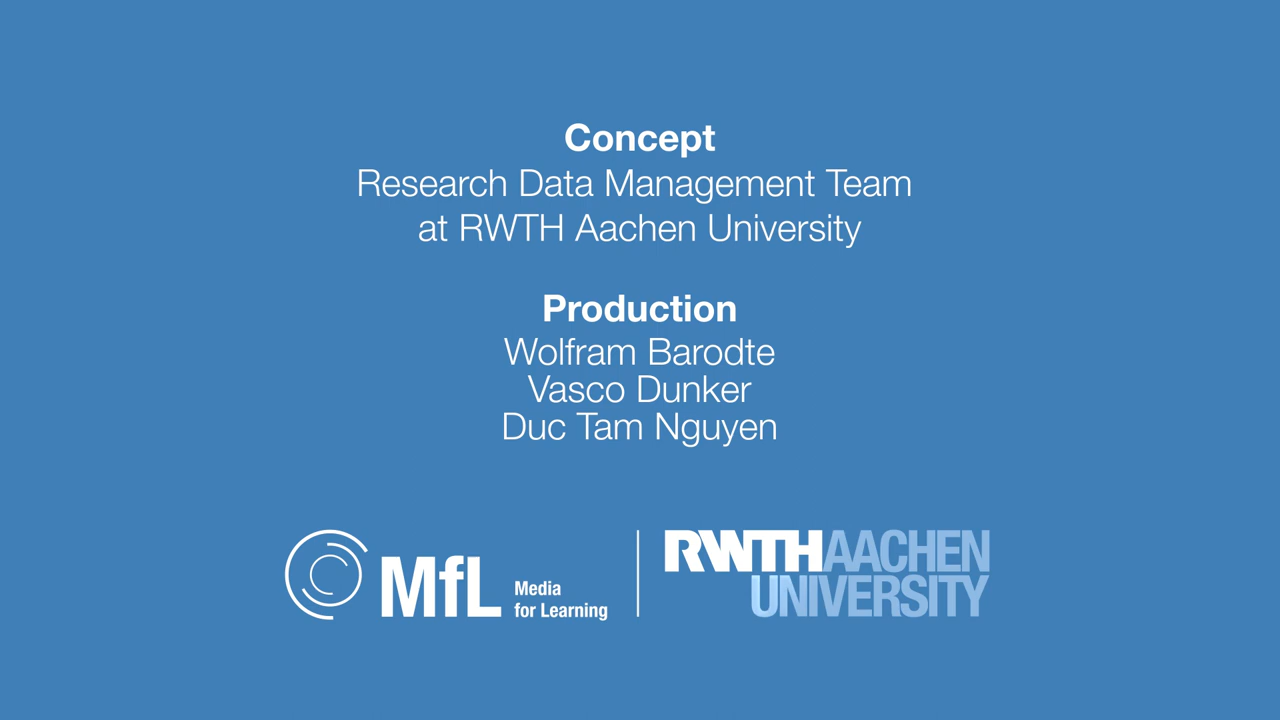 Concept
Research Data Management Team
at RWTH Aachen University
Production
Wolfram Barodte
Vasco Dunker
Duc Tam Nguyen
MfL Media
for Learning
RWTHAACHEN
UNIVERSITY